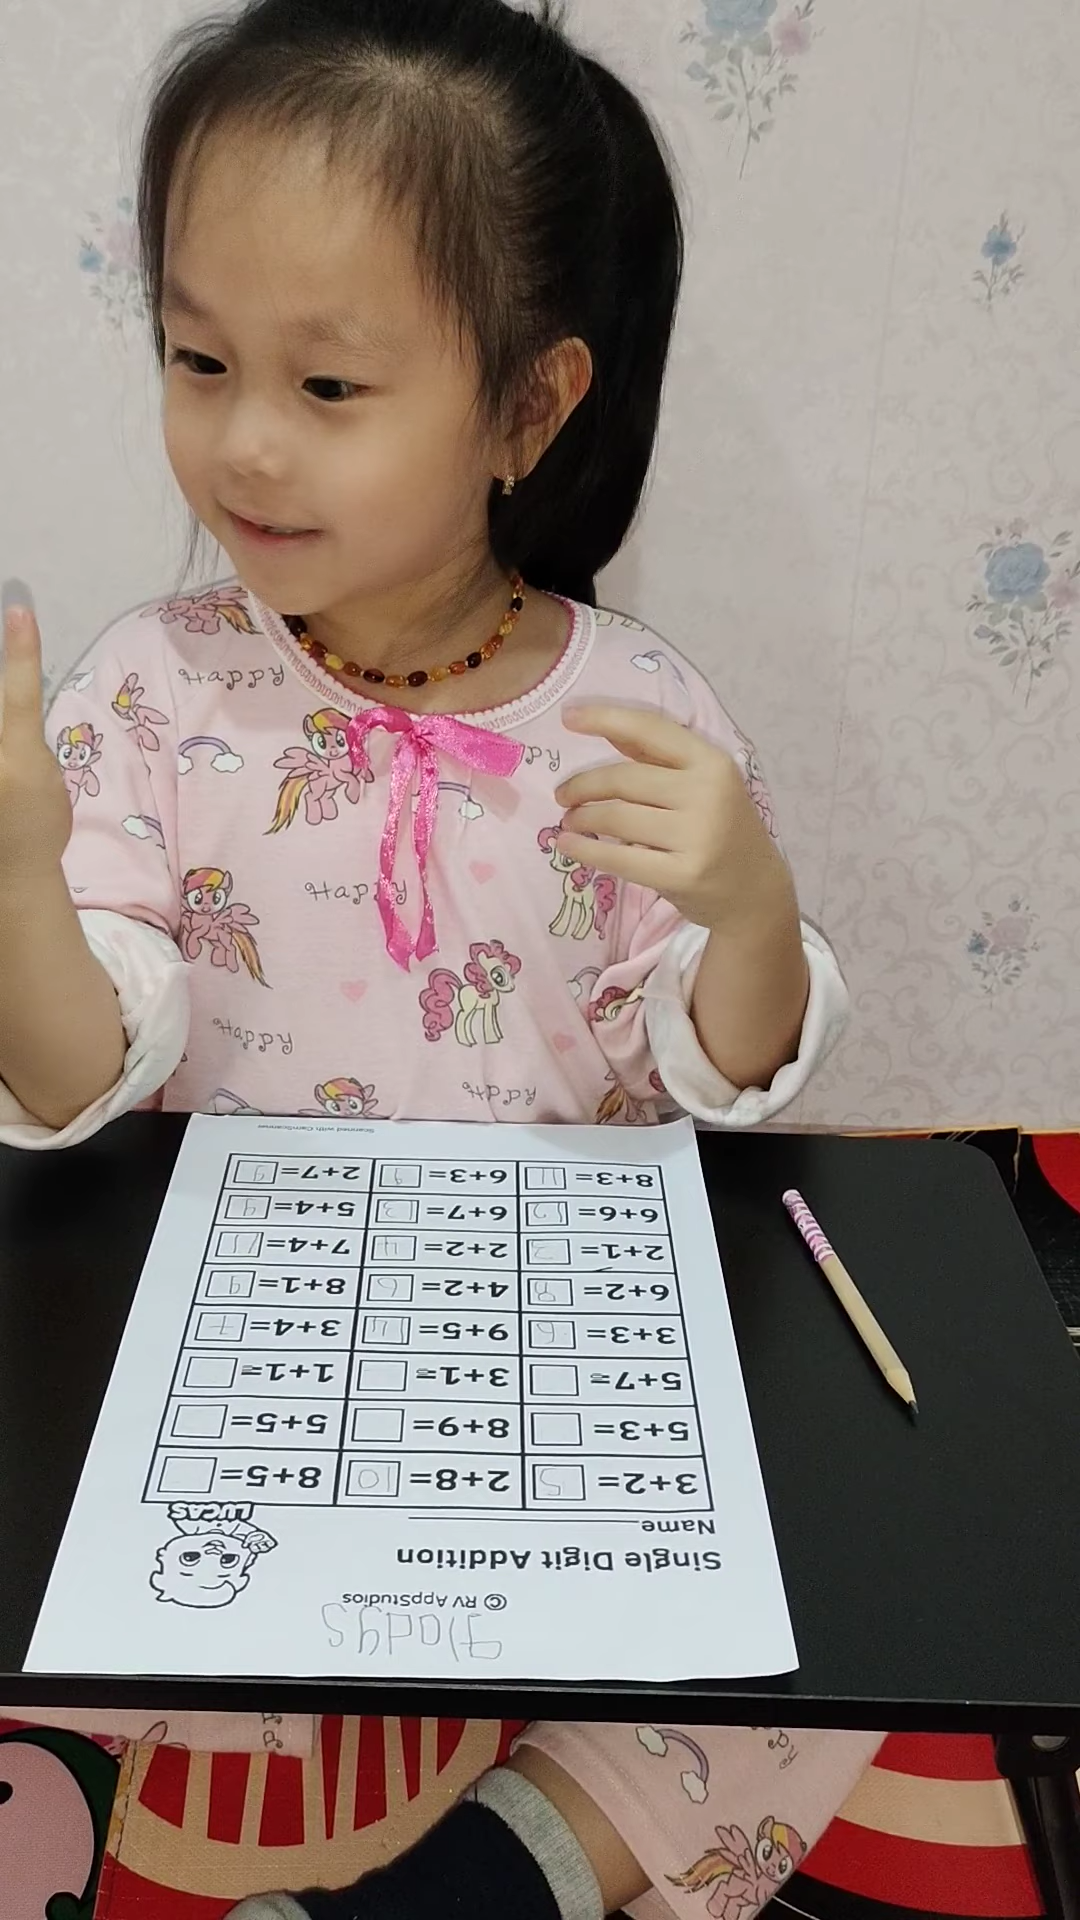 Happy
py
Happy
Happy
Happy
Gladys
© RV AppStudios
Single Digit Addition
Name
LUCAS
3+2= 5 2+8= 10 8+5=
5+3= 8+9= 5+5=
5+7= 3+1= 1+1=
3+3= 6 9+5= 14 3+4= 7
6+2= 8 4+2= 6 8+1= 9
2+1= 3 2+2= 4 7+4= 11
6+6= 12 6+7= 13 5+4= 9
8+3= 11 6+3= 9 2+7= 9
Scanned with CamScanner